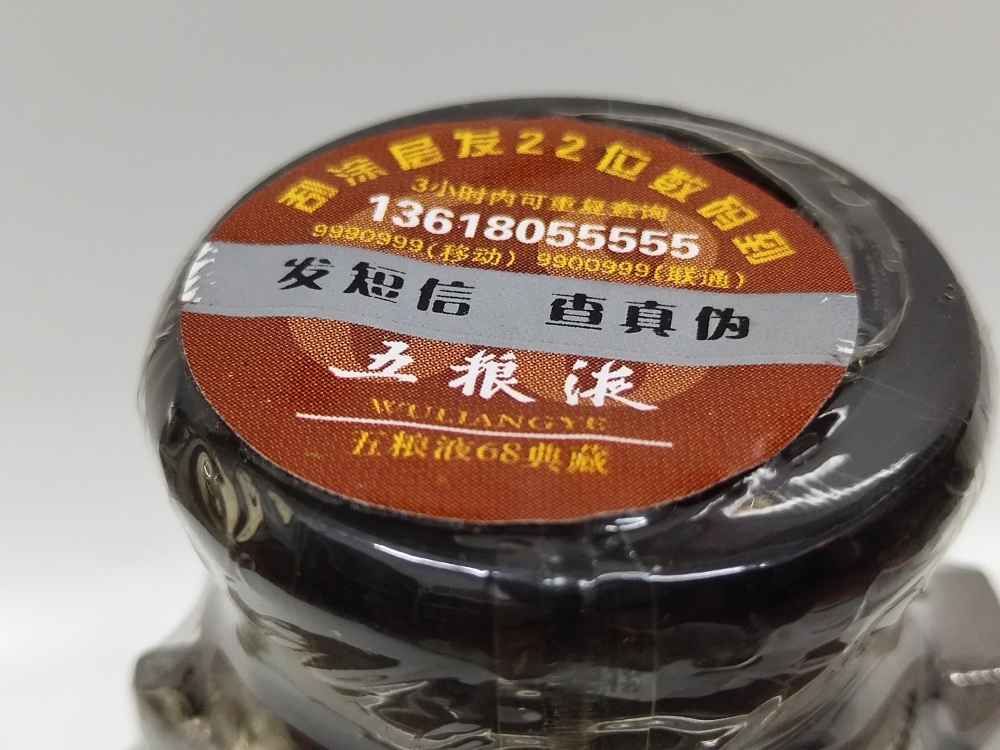 刮涂层发22位数码到
3小时内可重复查询
13618055555
9990999(移动) 9900999(联通)
发短信 查真伪
五粮液
WULIANGYE
五粮液68典藏